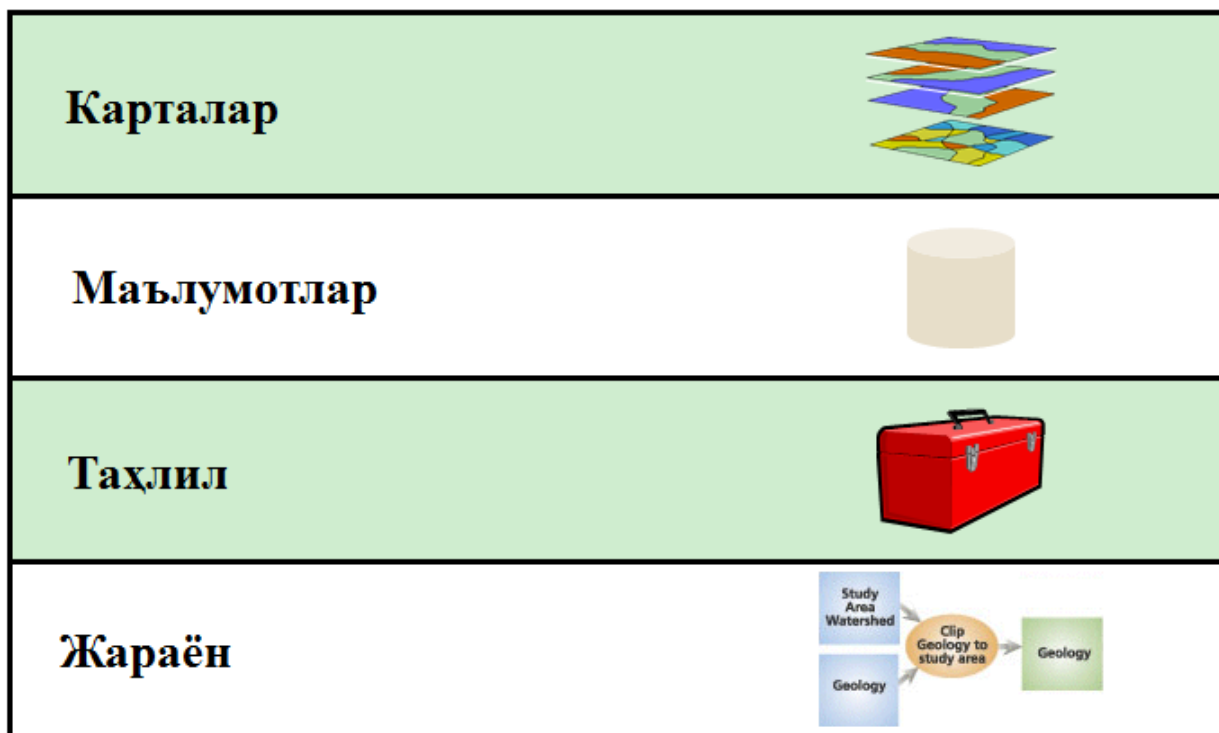 Карталар
Маълумотлар
Таҳлил
Жараён
Study
Area
Watershed
Clip
Geology to
study area
Geology
Geology